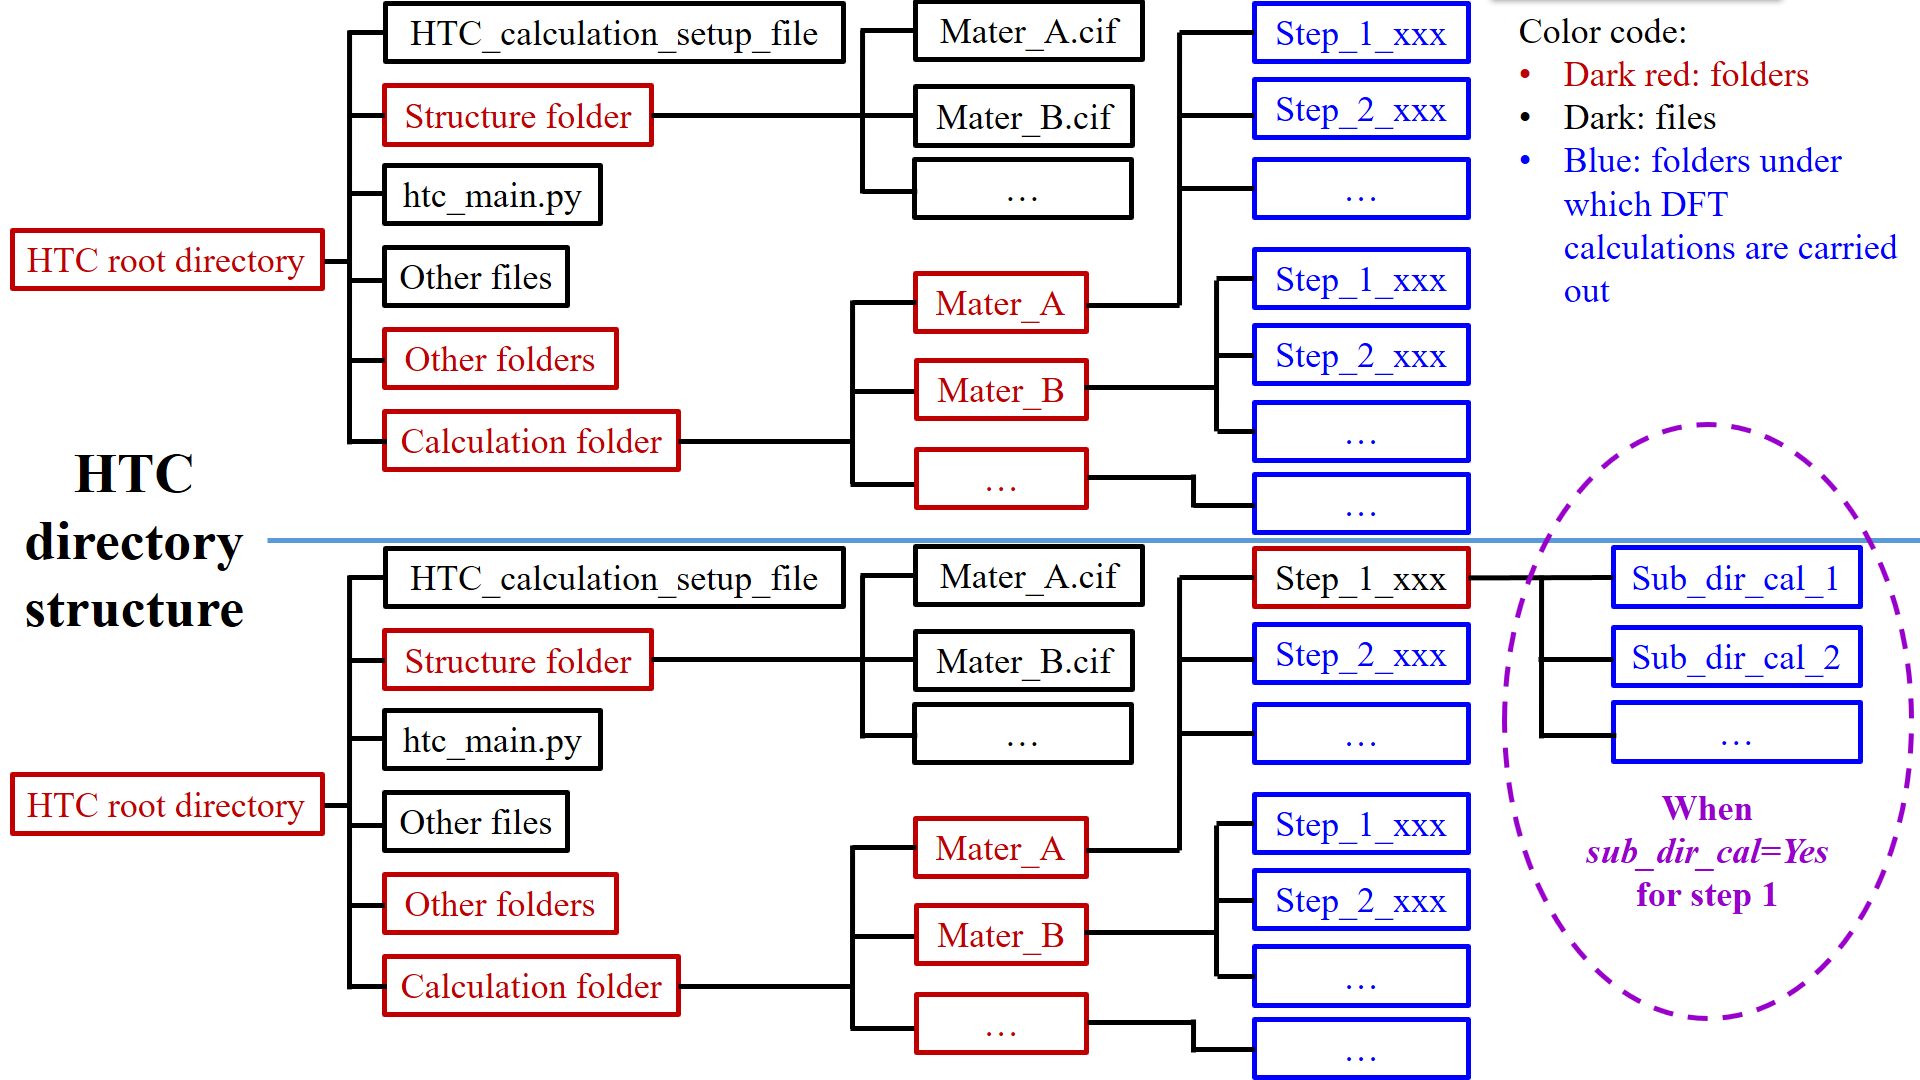 HTC_calculation_setup_file
Structure folder
htc_main.py
HTC root directory
Other files
Other folders
Calculation folder
Mater_A.cif
Mater_B.cif
...
Mater_A
Mater_B
...
Step_1_xxx
Step_2_xxx
...
Step_1_xxx
Step_2_xxx
...
...
Color code:
• Dark red: folders
• Dark: files
• Blue: folders under
which DFT
calculations are carried
out
HTC
directory
structure
HTC_calculation_setup_file
Structure folder
htc_main.py
HTC root directory
Other files
Other folders
Calculation folder
Mater_A.cif
Mater_B.cif
...
Mater_A
Mater_B
...
Step_1_xxx
Step_2_xxx
...
Step_1_xxx
Step_2_xxx
...
...
Sub_dir_cal_1
Sub_dir_cal_2
...
When
sub_dir_cal=Yes
for step 1